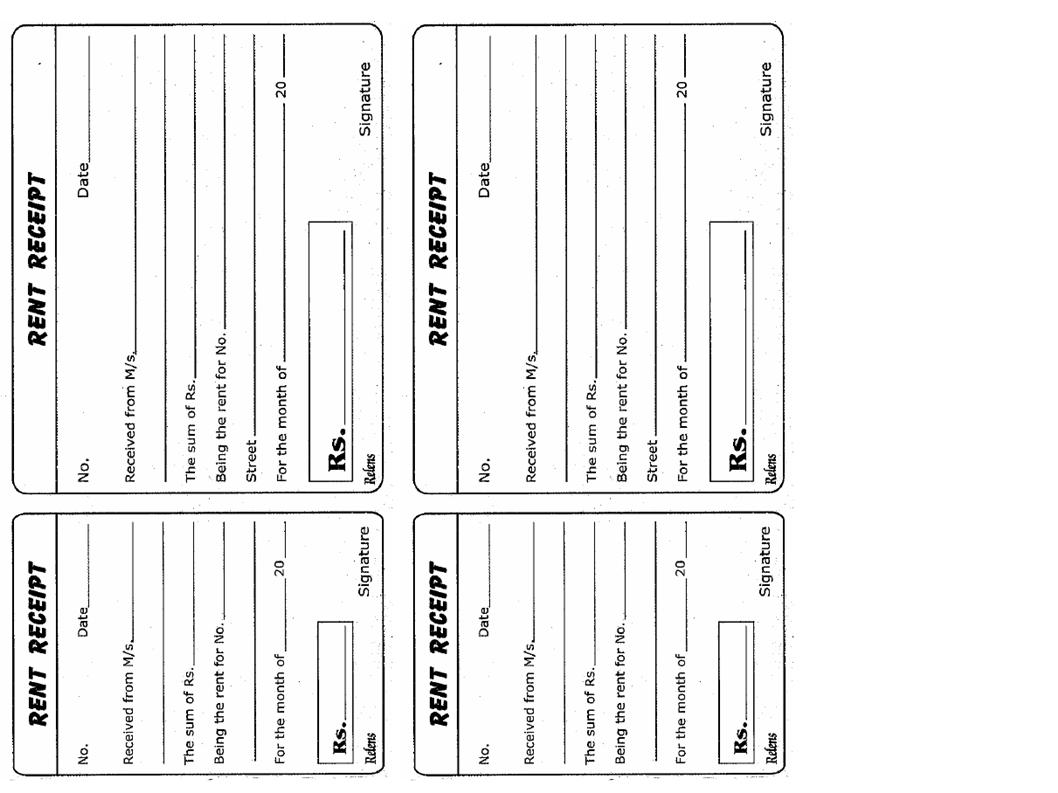 RENT RECEIPT
No. Date
Received from M/s.
The sum of Rs.
Being the rent for No.
For the month of 20
Rs.
Relens Signature
RENT RECEIPT
No. Date
Received from M/s.
The sum of Rs.
Being the rent for No.
Street
For the month of 20
Rs.
Relens Signature
RENT RECEIPT
No. Date
Received from M/s.
The sum of Rs.
Being the rent for No.
For the month of 20
Rs.
Relens Signature
RENT RECEIPT
No. Date
Received from M/s.
The sum of Rs.
Being the rent for No.
Street
For the month of 20
Rs.
Relens Signature